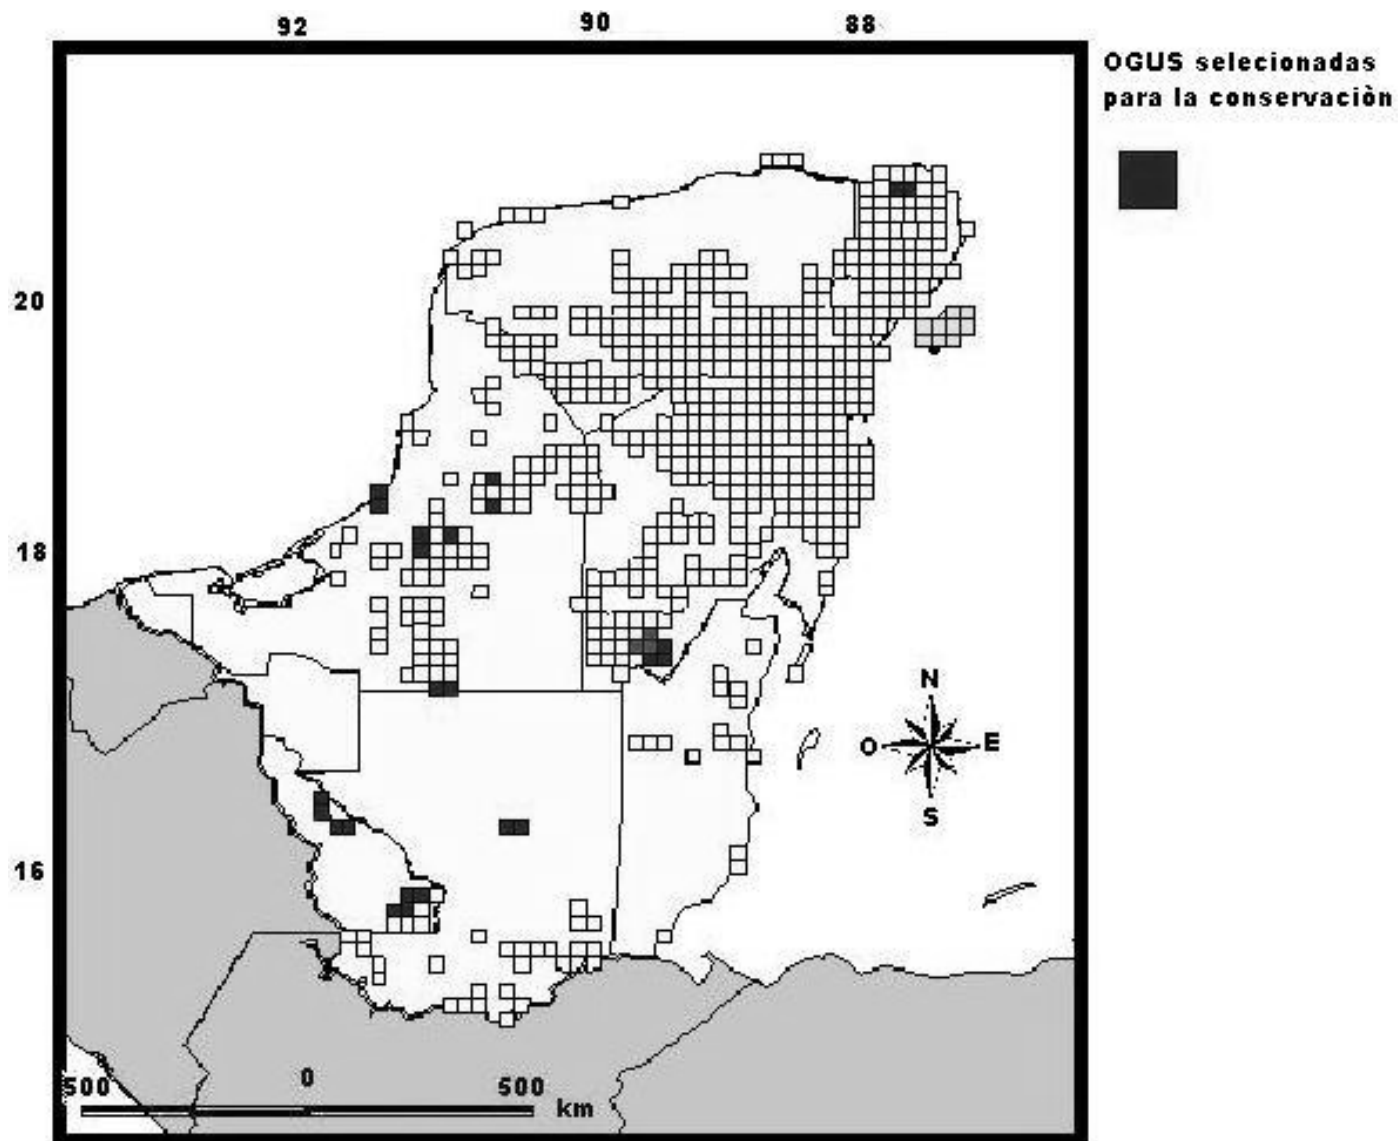 92 90 88
OGUS selecionadas
para la conservaciòn
20
18
16
N
O E
S
500 0 500 km